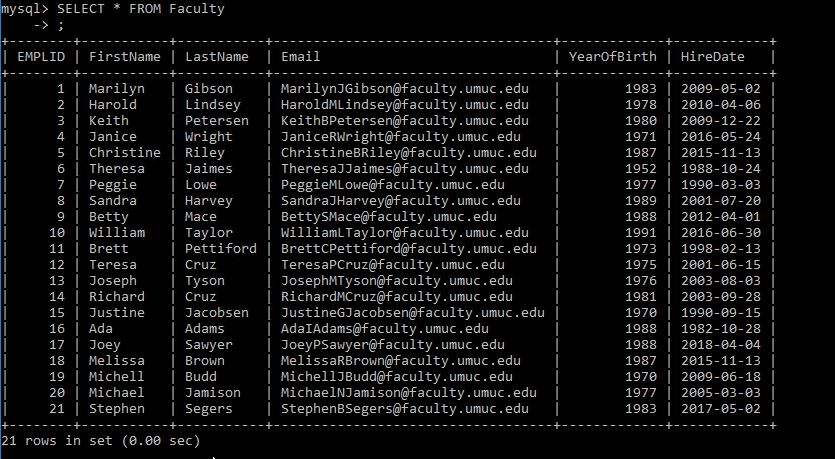 mysql> SELECT * FROM Faculty
    -> ;
+--------+-----------+------------+-----------------------------------+-------------+------------+
| EMPLID | FirstName | LastName   | Email                             | YearOfBirth | HireDate   |
+--------+-----------+------------+-----------------------------------+-------------+------------+
|      1 | Marilyn   | Gibson     | MarilynJGibson@faculty.umuc.edu   |        1983 | 2009-05-02 |
|      2 | Harold    | Lindsey    | HaroldMLindsey@faculty.umuc.edu   |        1978 | 2010-04-06 |
|      3 | Keith     | Petersen   | KeithBPetersen@faculty.umuc.edu   |        1980 | 2009-12-22 |
|      4 | Janice    | Wright     | JaniceRWright@faculty.umuc.edu    |        1971 | 2016-05-24 |
|      5 | Christine | Riley      | ChristineBRiley@faculty.umuc.edu  |        1987 | 2015-11-13 |
|      6 | Theresa   | Jaimes     | TheresaJJaimes@faculty.umuc.edu   |        1952 | 1988-10-24 |
|      7 | Peggie    | Lowe       | PeggieMLowe@faculty.umuc.edu      |        1977 | 1990-03-03 |
|      8 | Sandra    | Harvey     | SandraJHarvey@faculty.umuc.edu    |        1989 | 2001-07-20 |
|      9 | Betty     | Mace       | BettySMace@faculty.umuc.edu       |        1988 | 2012-04-01 |
|     10 | William   | Taylor     | WilliamLTaylor@faculty.umuc.edu   |        1991 | 2016-06-30 |
|     11 | Brett     | Pettiford  | BrettCPettiford@faculty.umuc.edu  |        1973 | 1998-02-13 |
|     12 | Teresa    | Cruz       | TeresaPCruz@faculty.umuc.edu      |        1975 | 2001-06-15 |
|     13 | Joseph    | Tyson      | JosephMTyson@faculty.umuc.edu     |        1976 | 2003-08-03 |
|     14 | Richard   | Cruz       | RichardMCruz@faculty.umuc.edu     |        1981 | 2003-09-28 |
|     15 | Justine   | Jacobsen   | JustineGJacobsen@faculty.umuc.edu |        1970 | 1990-09-15 |
|     16 | Ada       | Adams      | AdaIAdams@faculty.umuc.edu        |        1988 | 1982-10-28 |
|     17 | Joey      | Sawyer     | JoeyPSawyer@faculty.umuc.edu      |        1988 | 2018-04-04 |
|     18 | Melissa   | Brown      | MelissaRBrown@faculty.umuc.edu    |        1987 | 2015-11-13 |
|     19 | Michell   | Budd       | MichellJBudd@faculty.umuc.edu     |        1970 | 2009-06-18 |
|     20 | Michael   | Jamison    | MichaelNJamison@faculty.umuc.edu  |        1977 | 2005-03-03 |
|     21 | Stephen   | Segers     | StephenBSegers@faculty.umuc.edu   |        1983 | 2017-05-02 |
+--------+-----------+------------+-----------------------------------+-------------+------------+
21 rows in set (0.00 sec)